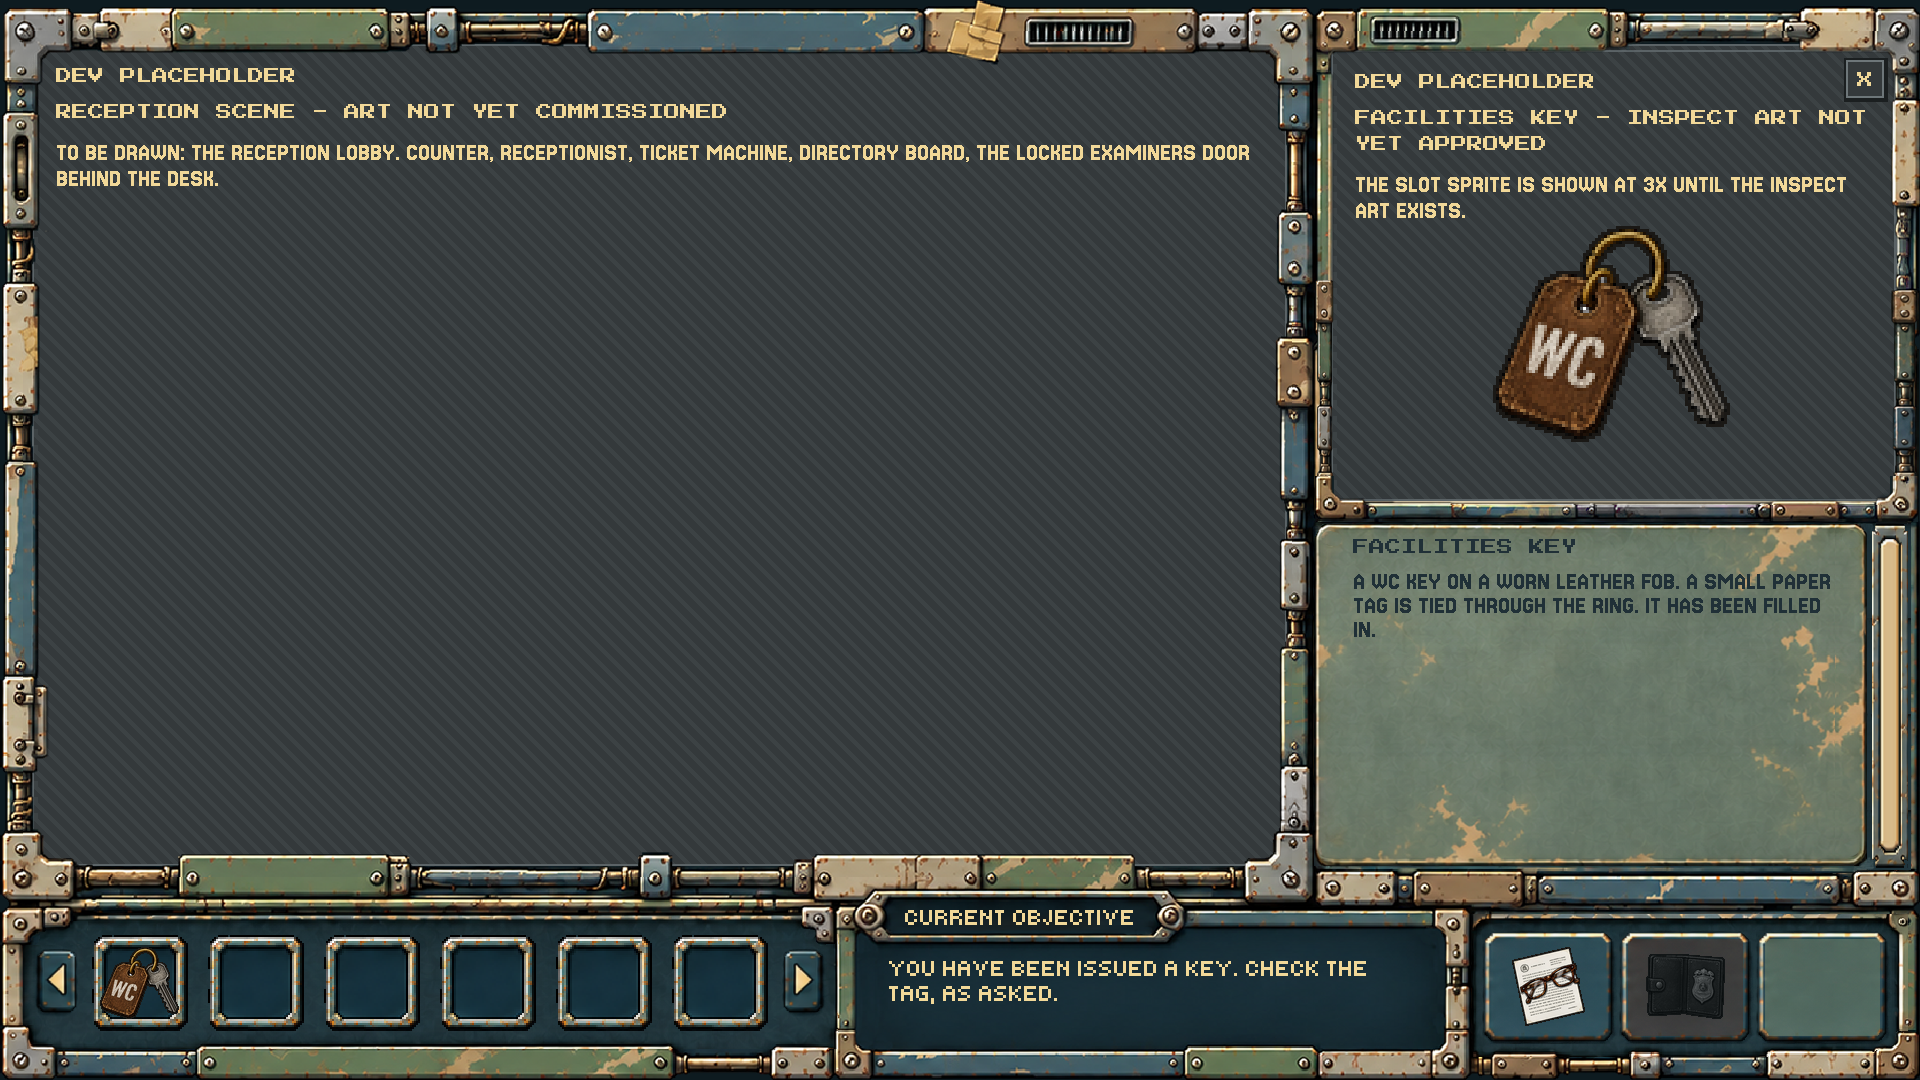 DEV PLACEHOLDER
RECEPTION SCENE - ART NOT YET COMMISSIONED
TO BE DRAWN: THE RECEPTION LOBBY. COUNTER, RECEPTIONIST, TICKET MACHINE, DIRECTORY BOARD, THE LOCKED EXAMINERS DOOR
BEHIND THE DESK.
DEV PLACEHOLDER
X
FACILITIES KEY - INSPECT ART NOT
YET APPROVED
THE SLOT SPRITE IS SHOWN AT 3X UNTIL THE INSPECT
ART EXISTS.
WC
FACILITIES KEY
A WC KEY ON A WORN LEATHER FOB. A SMALL PAPER
TAG IS TIED THROUGH THE RING. IT HAS BEEN FILLED
IN.
WC
CURRENT OBJECTIVE
YOU HAVE BEEN ISSUED A KEY. CHECK THE
TAG, AS ASKED.